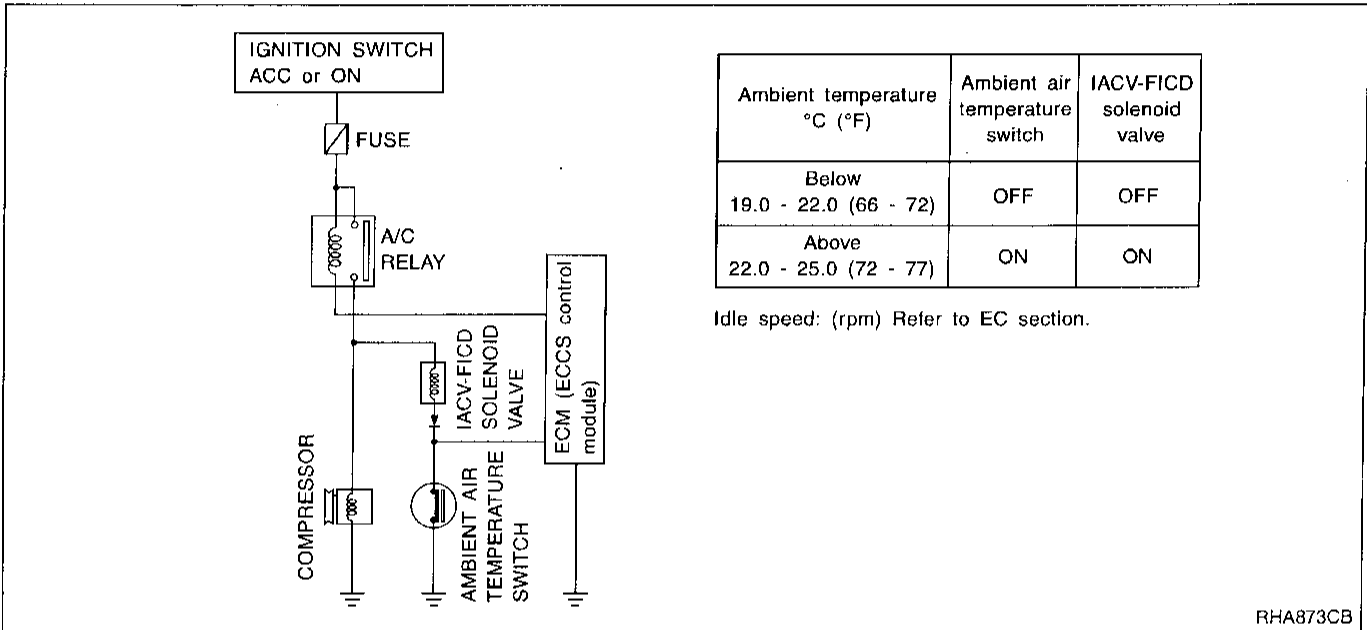 IGNITION SWITCH
ACC or ON
FUSE
A/C
RELAY
IACV-FICD
SOLENOID
VALVE
ECM (ECCS control
module)
COMPRESSOR
AMBIENT AIR
TEMPERATURE
SWITCH
Ambient temperature
°C (°F)
Ambient air
temperature
switch
IACV-FICD
solenoid
valve
Below
19.0 - 22.0 (66 - 72)
OFF
OFF
Above
22.0 - 25.0 (72 - 77)
ON
ON
Idle speed: (rpm) Refer to EC section.
RHA873CB